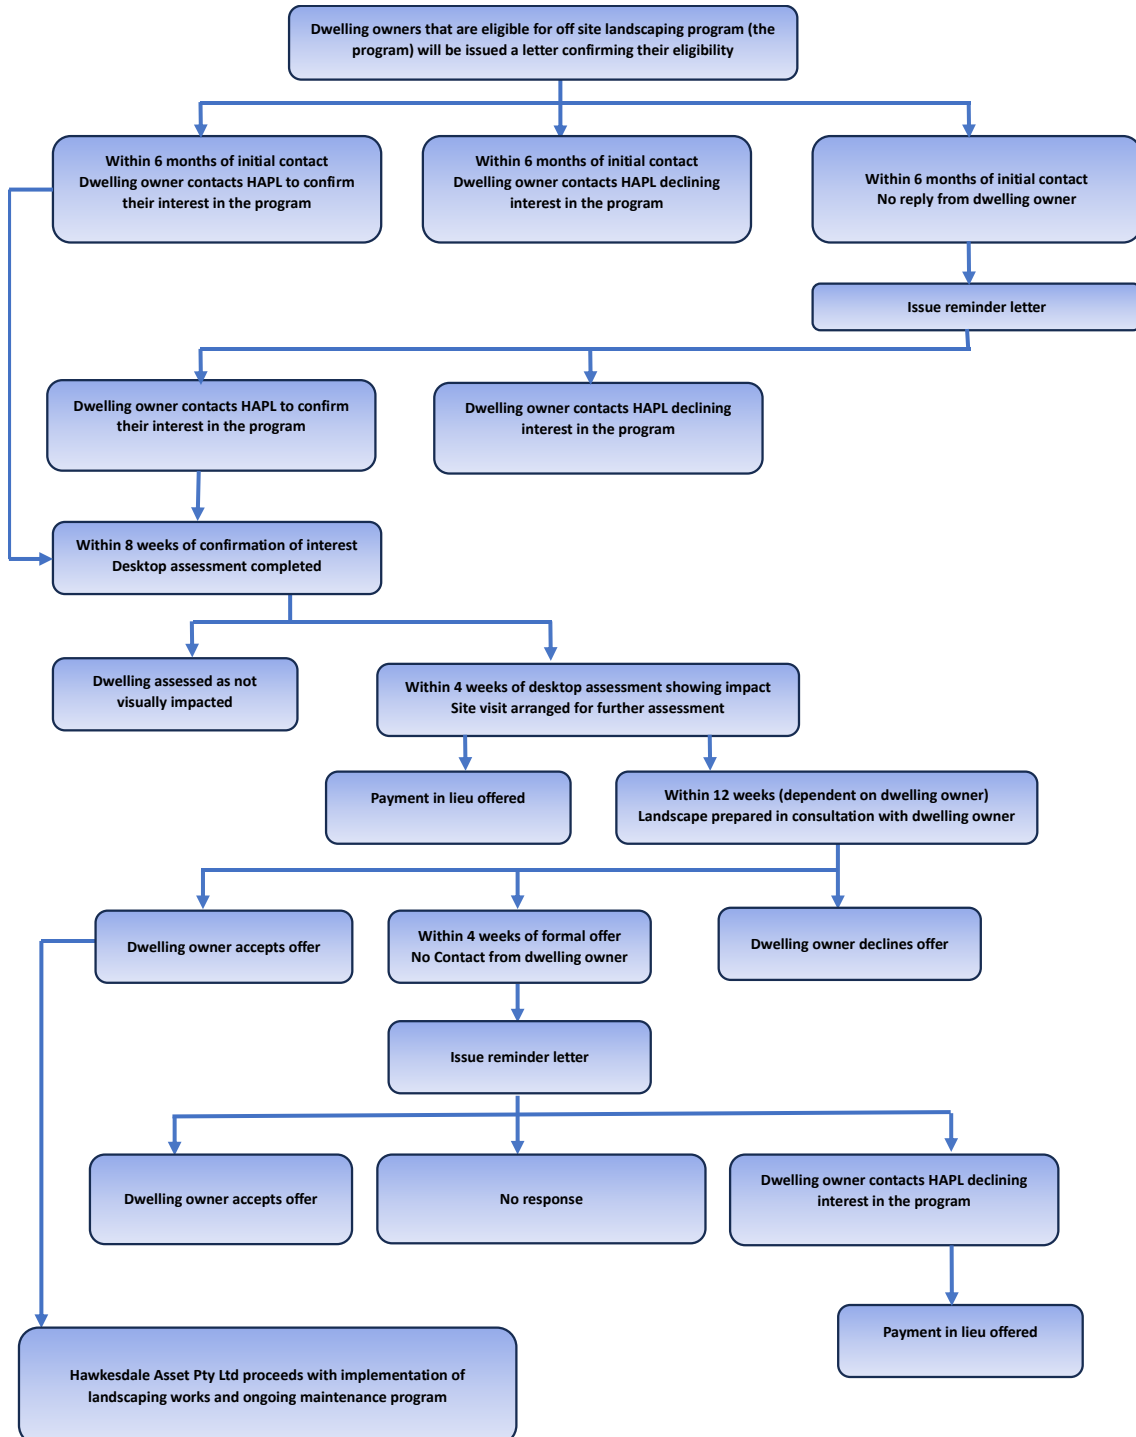 Dwelling owners that are eligible for off site landscaping program (the
program) will be issued a letter confirming their eligibility
Within 6 months of initial contact
Dwelling owner contacts HAPL to confirm
their interest in the program
Within 6 months of initial contact
Dwelling owner contacts HAPL declining
interest in the program
Within 6 months of initial contact
No reply from dwelling owner
Issue reminder letter
Dwelling owner contacts HAPL to confirm
their interest in the program
Dwelling owner contacts HAPL declining
interest in the program
Within 8 weeks of confirmation of interest
Desktop assessment completed
Dwelling assessed as not
visually impacted
Within 4 weeks of desktop assessment showing impact
Site visit arranged for further assessment
Payment in lieu offered
Within 12 weeks (dependent on dwelling owner)
Landscape prepared in consultation with dwelling owner
Dwelling owner accepts offer
Within 4 weeks of formal offer
No Contact from dwelling owner
Dwelling owner declines offer
Issue reminder letter
Dwelling owner accepts offer
No response
Dwelling owner contacts HAPL declining
interest in the program
Payment in lieu offered
Hawkesdale Asset Pty Ltd proceeds with implementation of
landscaping works and ongoing maintenance program